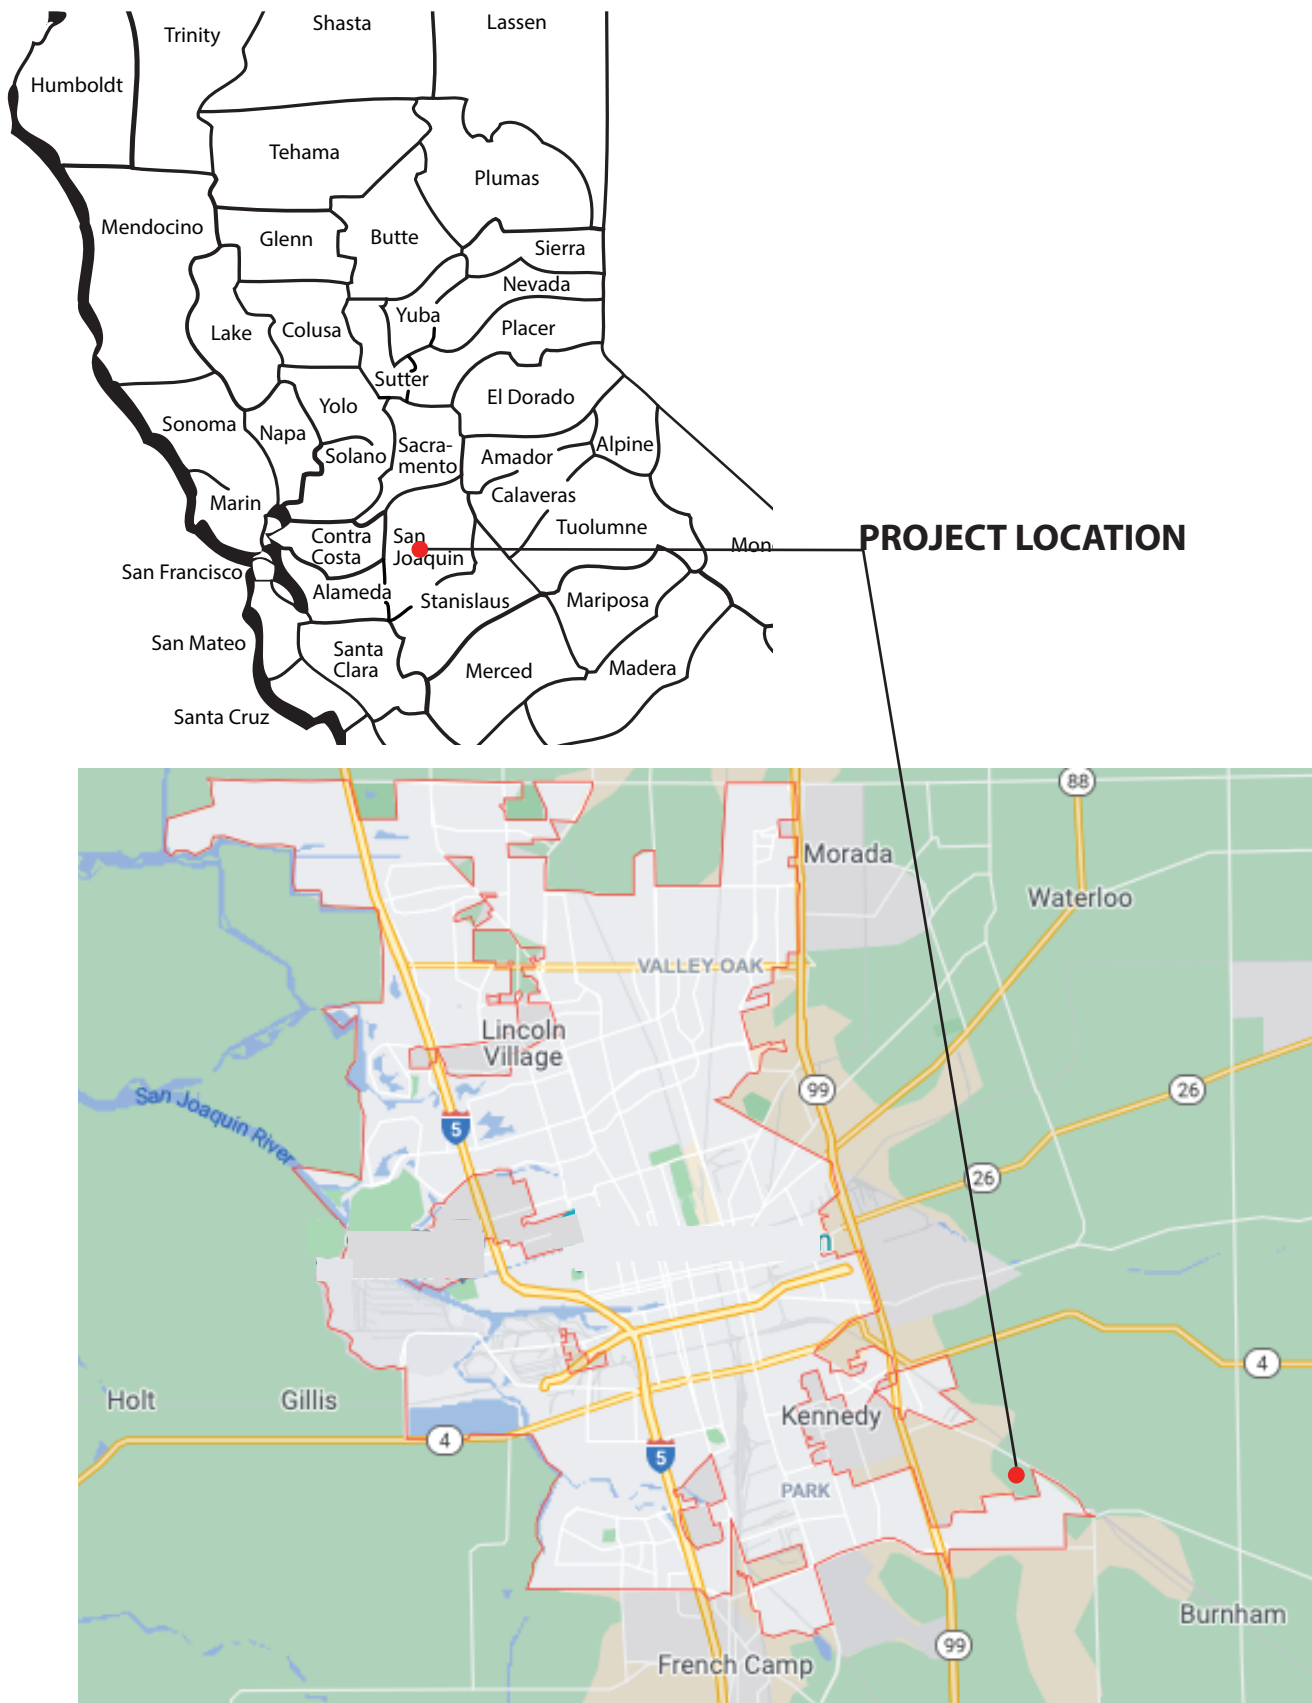 Trinity
Shasta
Lassen
Humboldt
Tehama
Plumas
Mendocino
Glenn
Butte
Sierra
Nevada
Yuba
Placer
Lake
Colusa
Sutter
El Dorado
Yolo
Sonoma
Napa
Solano
Sacra-
mento
Amador
Alpine
Calaveras
Marin
Tuolumne
Contra
Costa
San
Joaquin
Mon
PROJECT LOCATION
San Francisco
Alameda
Stanislaus
Mariposa
San Mateo
Santa
Clara
Merced
Madera
Santa Cruz
88
Morada
Waterloo
VALLEY OAK
Lincoln
Village
99
26
San Joaquin River
5
26
n
4
Holt
Gillis
Kennedy
4
5
PARK
Burnham
99
French Camp